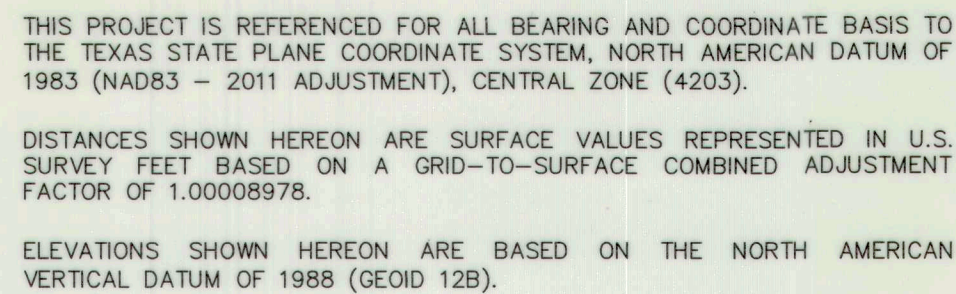 THIS PROJECT IS REFERENCED FOR ALL BEARING AND COORDINATE BASIS TO
THE TEXAS STATE PLANE COORDINATE SYSTEM, NORTH AMERICAN DATUM OF
1983 (NAD83 – 2011 ADJUSTMENT), CENTRAL ZONE (4203).
DISTANCES SHOWN HEREON ARE SURFACE VALUES REPRESENTED IN U.S.
SURVEY FEET BASED ON A GRID–TO–SURFACE COMBINED ADJUSTMENT
FACTOR OF 1.00008978.
ELEVATIONS SHOWN HEREON ARE BASED ON THE NORTH AMERICAN
VERTICAL DATUM OF 1988 (GEOID 12B).